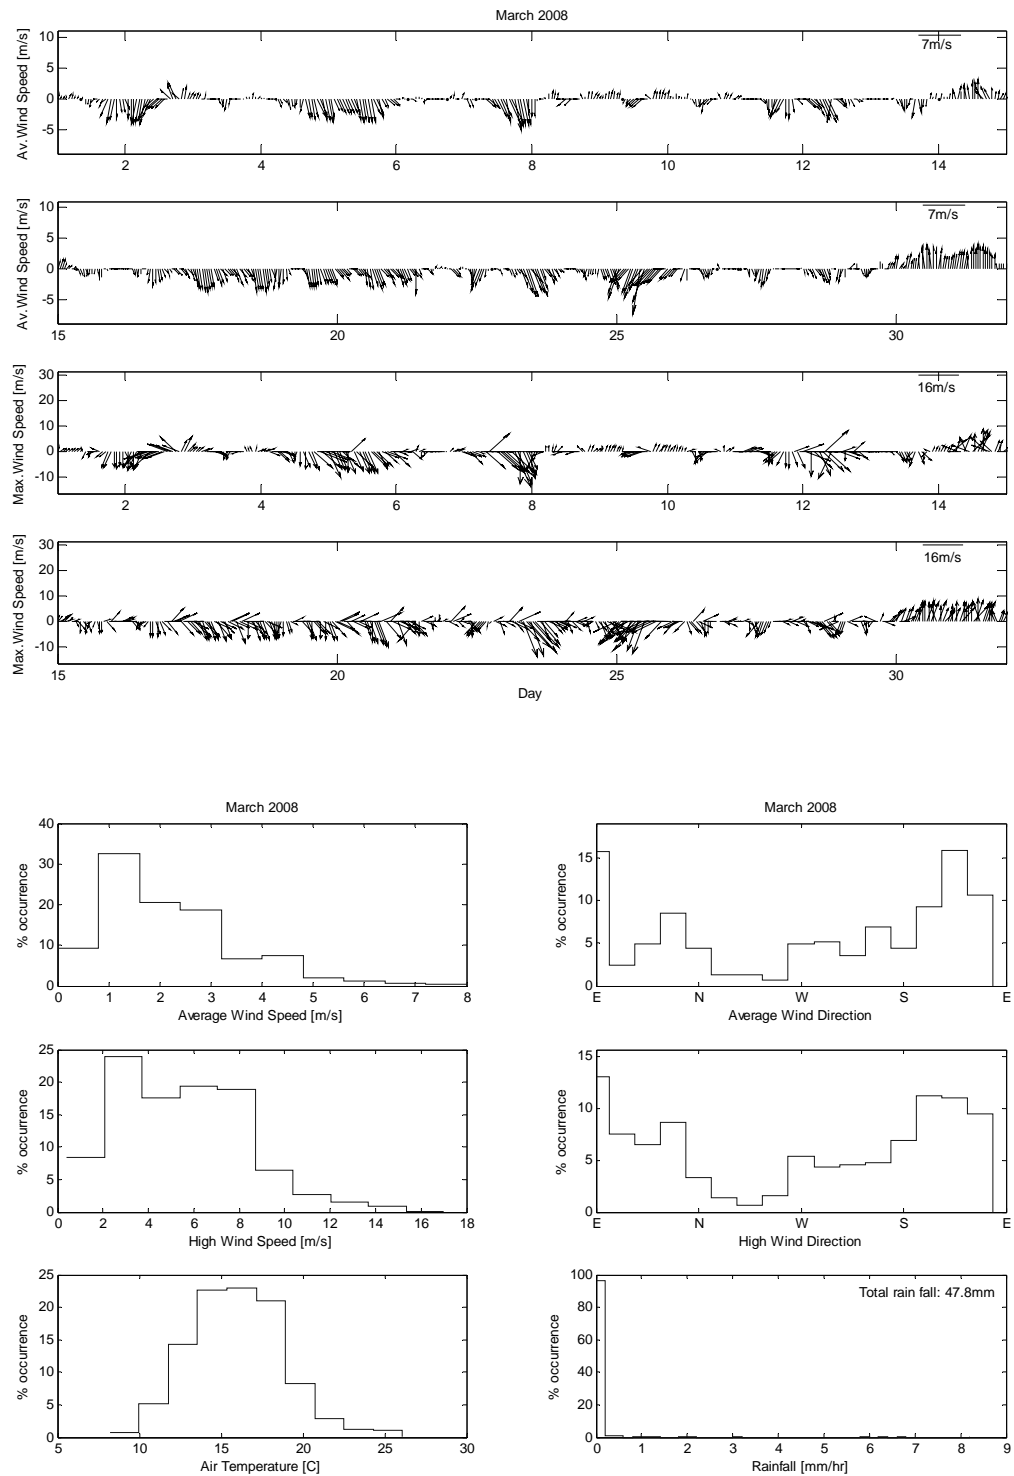 March 2008
Av.Wind Speed [m/s]
10
5
0
-5
7m/s
2 4 6 8 10 12 14
Av.Wind Speed [m/s]
10
5
0
-5
7m/s
15 20 25 30
Max.Wind Speed [m/s]
30
20
10
0
-10
16m/s
2 4 6 8 10 12 14
Max.Wind Speed [m/s]
30
20
10
0
-10
16m/s
15 20 25 30
Day
March 2008
% occurrence
40
30
20
10
0
0 1 2 3 4 5 6 7 8
Average Wind Speed [m/s]
March 2008
% occurrence
15
10
5
0
E N W S E
Average Wind Direction
% occurrence
25
20
15
10
5
0
0 2 4 6 8 10 12 14 16 18
High Wind Speed [m/s]
% occurrence
15
10
5
0
E N W S E
High Wind Direction
% occurrence
25
20
15
10
5
0
5 10 15 20 25 30
Air Temperature [C]
% occurrence
100
80
60
40
20
0
Total rain fall: 47.8mm
0 1 2 3 4 5 6 7 8 9
Rainfall [mm/hr]